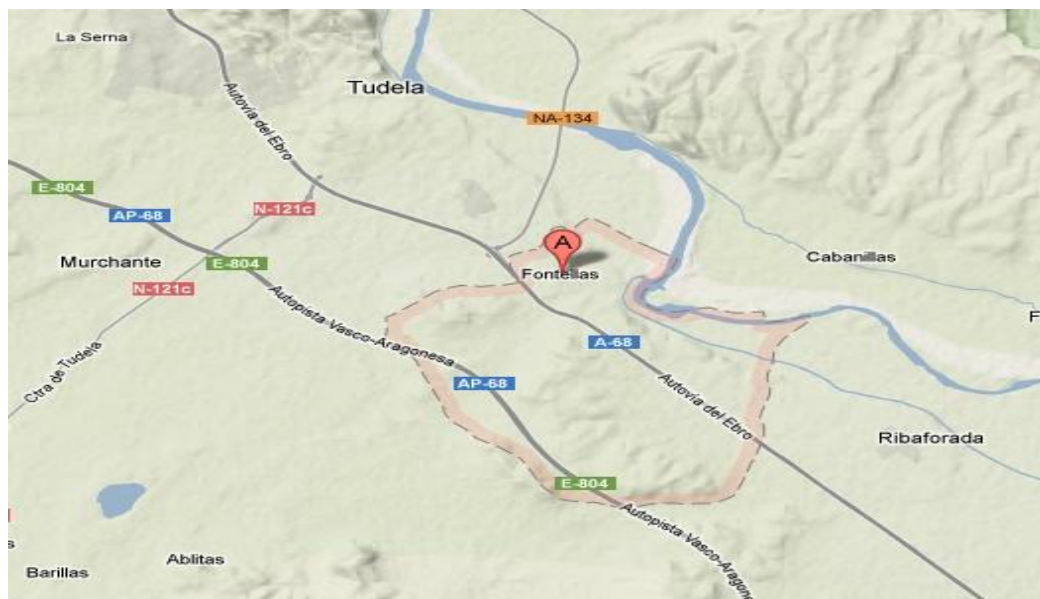 La Serna
Tudela
Autovía del Ebro
NA-134
E-804
AP-68
N-121c
Murchante
E-804
N-121c
A
Fontellas
Cabanillas
F
Autopista Vasco-Aragonesa
A-68
Ctra de Tudela
AP-68
Autovía del Ebro
Ribaforada
E-804
Autopista Vasco-Aragone
s
Ablitas
Barillas